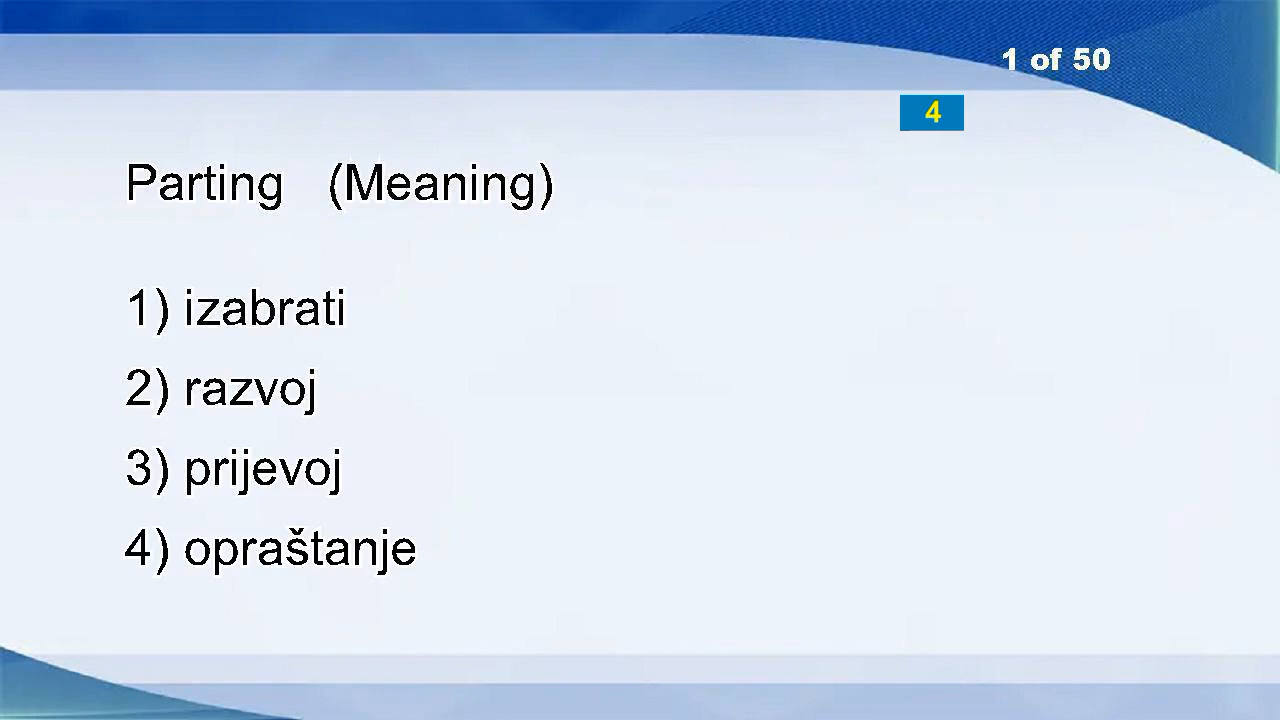 1 of 50
4
Parting (Meaning)
1) izabrati
2) razvoj
3) prijevoj
4) opraštanje